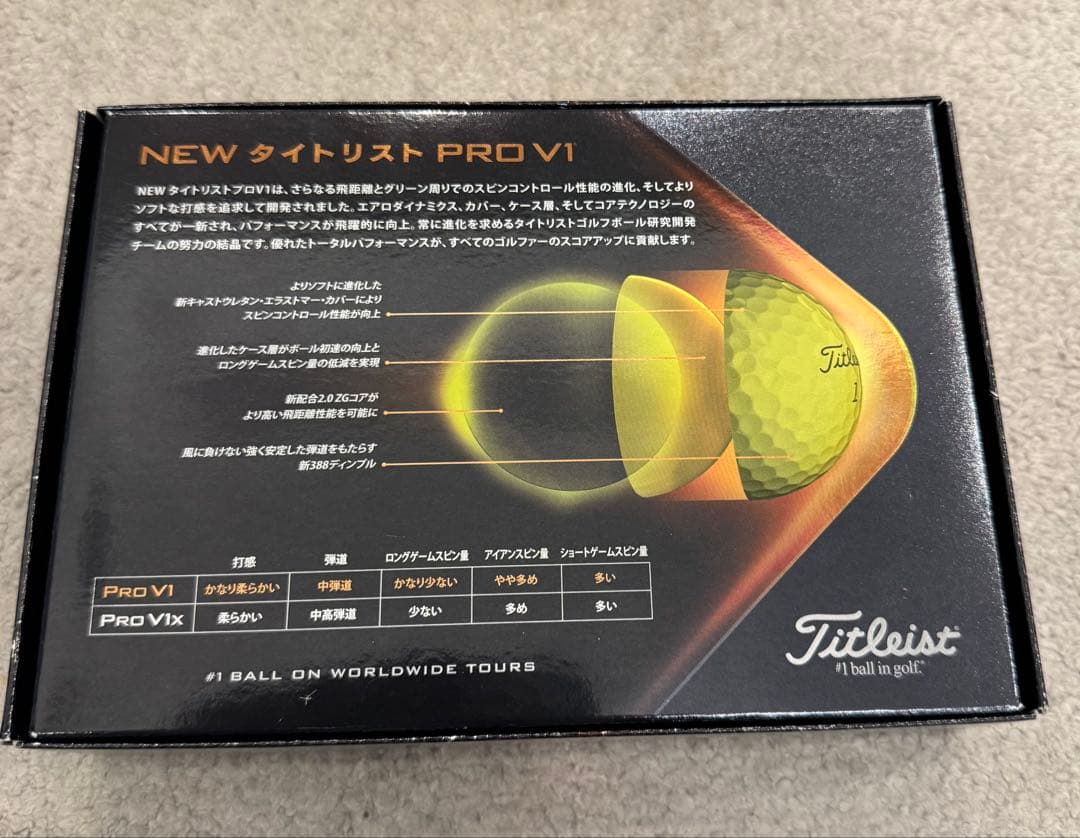 NEW タイトリスト PRO V1
NEW タイトリストプロV1は、さらなる飛距離とグリーン周りでのスピンコントロール性能の進化、そしてより
ソフトな打感を追求して開発されました。エアロダイナミクス、カバー、ケース層、そしてコアテクノロジーの
すべてが一新され、パフォーマンスが飛躍的に向上。常に進化を求めるタイトリストゴルフボール研究開発
チームの努力の結晶です。優れたトータルパフォーマンスが、すべてのゴルファーのスコアアップに貢献します。
よりソフトに進化した
新キャストウレタン・エラストマー・カバーにより
スピンコントロール性能が向上
進化したケース層がボール初速の向上と
ロングゲームスピン量の低減を実現
新配合2.0 ZGコアが
より高い飛距離性能を可能に
風に負けない強く安定した弾道をもたらす
新388ディンプル
Titleis
1
打感 弾道 ロングゲームスピン量 アイアンスピン量 ショートゲームスピン量
PRO V1 かなり柔らかい 中弾道 かなり少ない やや多め 多い
PRO V1x 柔らかい 中高弾道 少ない 多め 多い
#1 BALL ON WORLDWIDE TOURS
Titleist®
#1 ball in golf.®